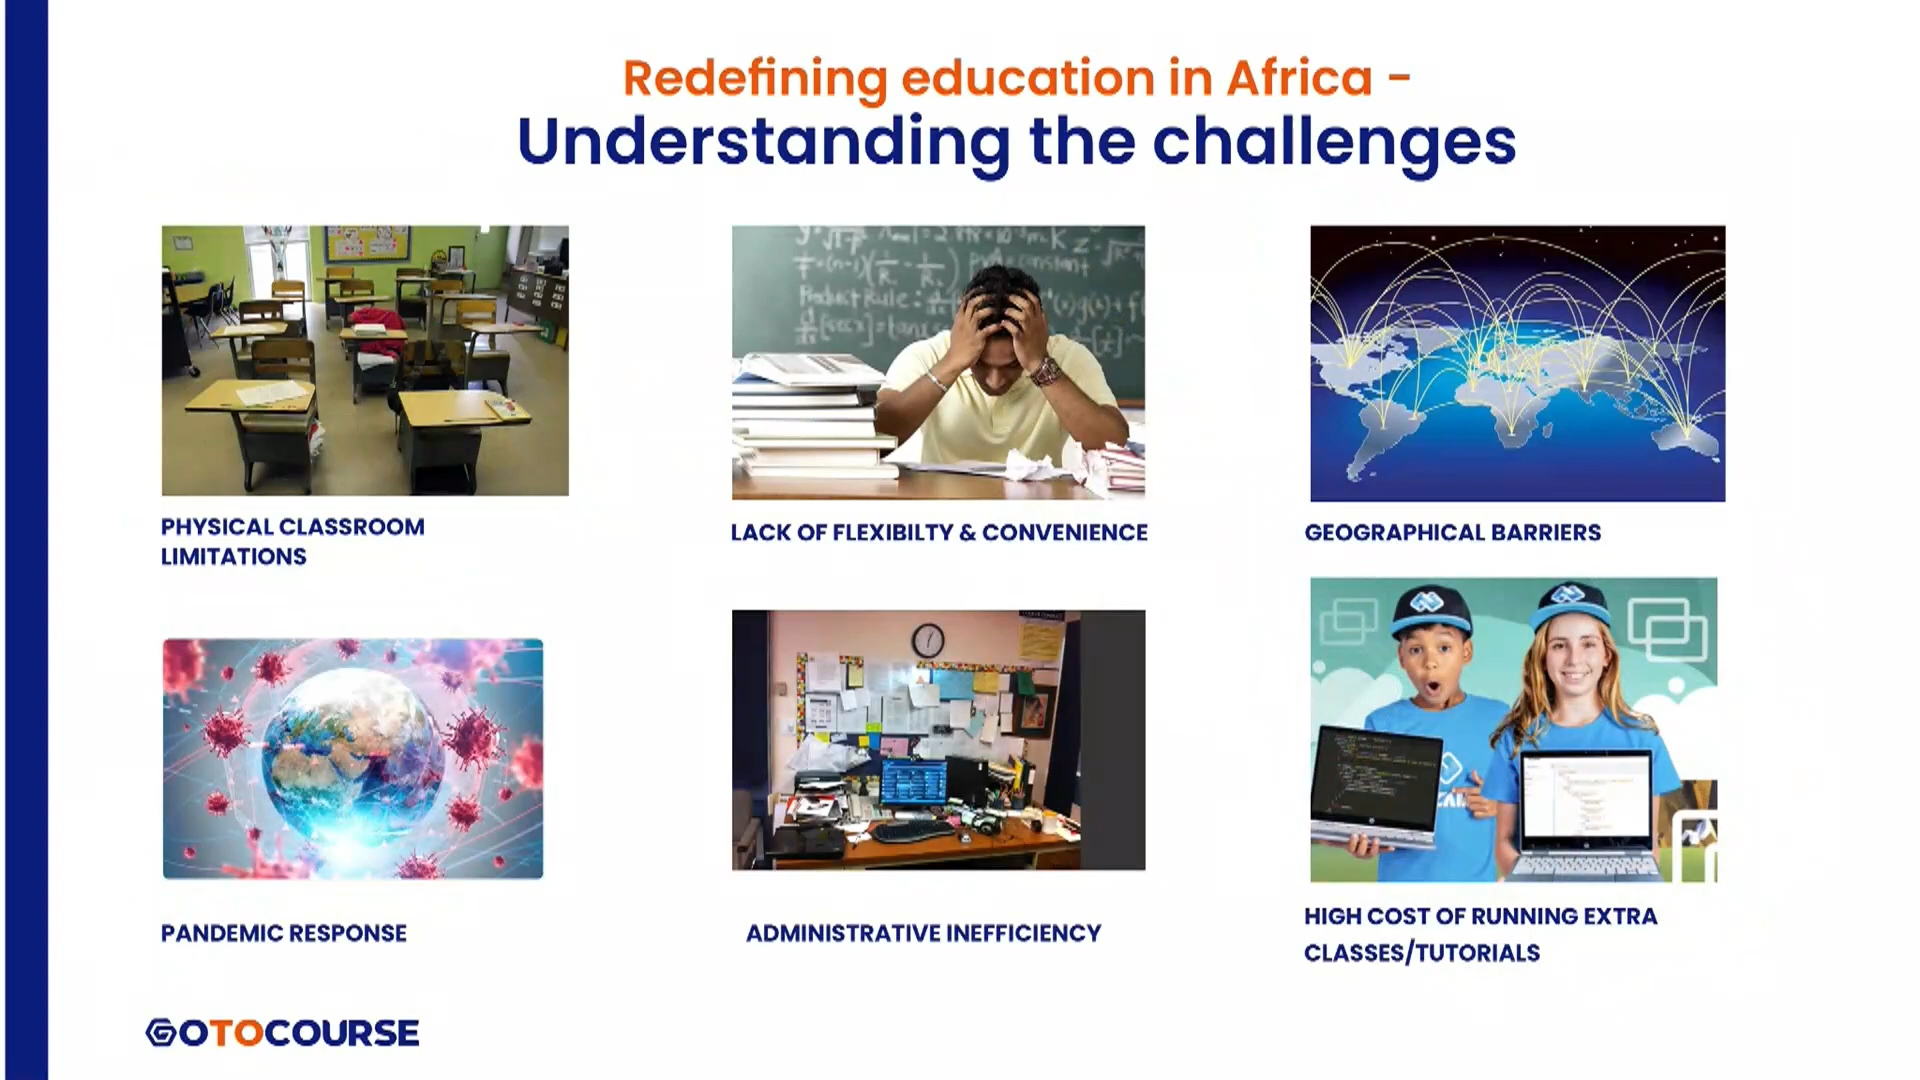 Redefining education in Africa -
Understanding the challenges
PHYSICAL CLASSROOM
LIMITATIONS
LACK OF FLEXIBILTY & CONVENIENCE
GEOGRAPHICAL BARRIERS
PANDEMIC RESPONSE
ADMINISTRATIVE INEFFICIENCY
HIGH COST OF RUNNING EXTRA
CLASSES/TUTORIALS
GOTOCOURSE